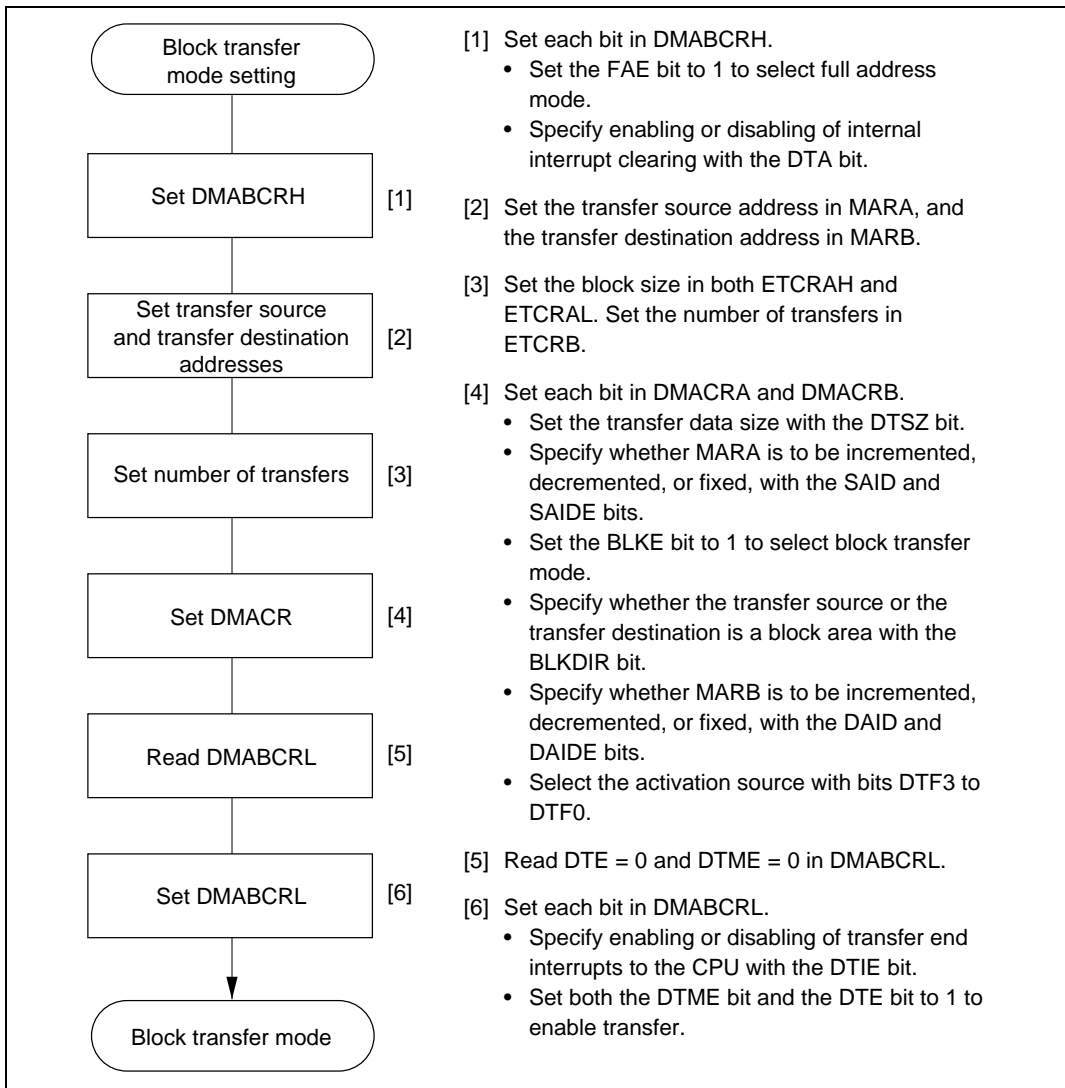 Block transfer
mode setting
Set DMABCRH
[1]
Set transfer source
and transfer destination
addresses
[2]
Set number of transfers
[3]
Set DMACR
[4]
Read DMABCRL
[5]
Set DMABCRL
[6]
Block transfer mode
[1] Set each bit in DMABCRH.
• Set the FAE bit to 1 to select full address
mode.
• Specify enabling or disabling of internal
interrupt clearing with the DTA bit.
[2] Set the transfer source address in MARA, and
the transfer destination address in MARB.
[3] Set the block size in both ETCRAH and
ETCRAL. Set the number of transfers in
ETCRB.
[4] Set each bit in DMACRA and DMACRB.
• Set the transfer data size with the DTSZ bit.
• Specify whether MARA is to be incremented,
decremented, or fixed, with the SAID and
SAIDE bits.
• Set the BLKE bit to 1 to select block transfer
mode.
• Specify whether the transfer source or the
transfer destination is a block area with the
BLKDIR bit.
• Specify whether MARB is to be incremented,
decremented, or fixed, with the DAID and
DAIDE bits.
• Select the activation source with bits DTF3 to
DTF0.
[5] Read DTE = 0 and DTME = 0 in DMABCRL.
[6] Set each bit in DMABCRL.
• Specify enabling or disabling of transfer end
interrupts to the CPU with the DTIE bit.
• Set both the DTME bit and the DTE bit to 1 to
enable transfer.